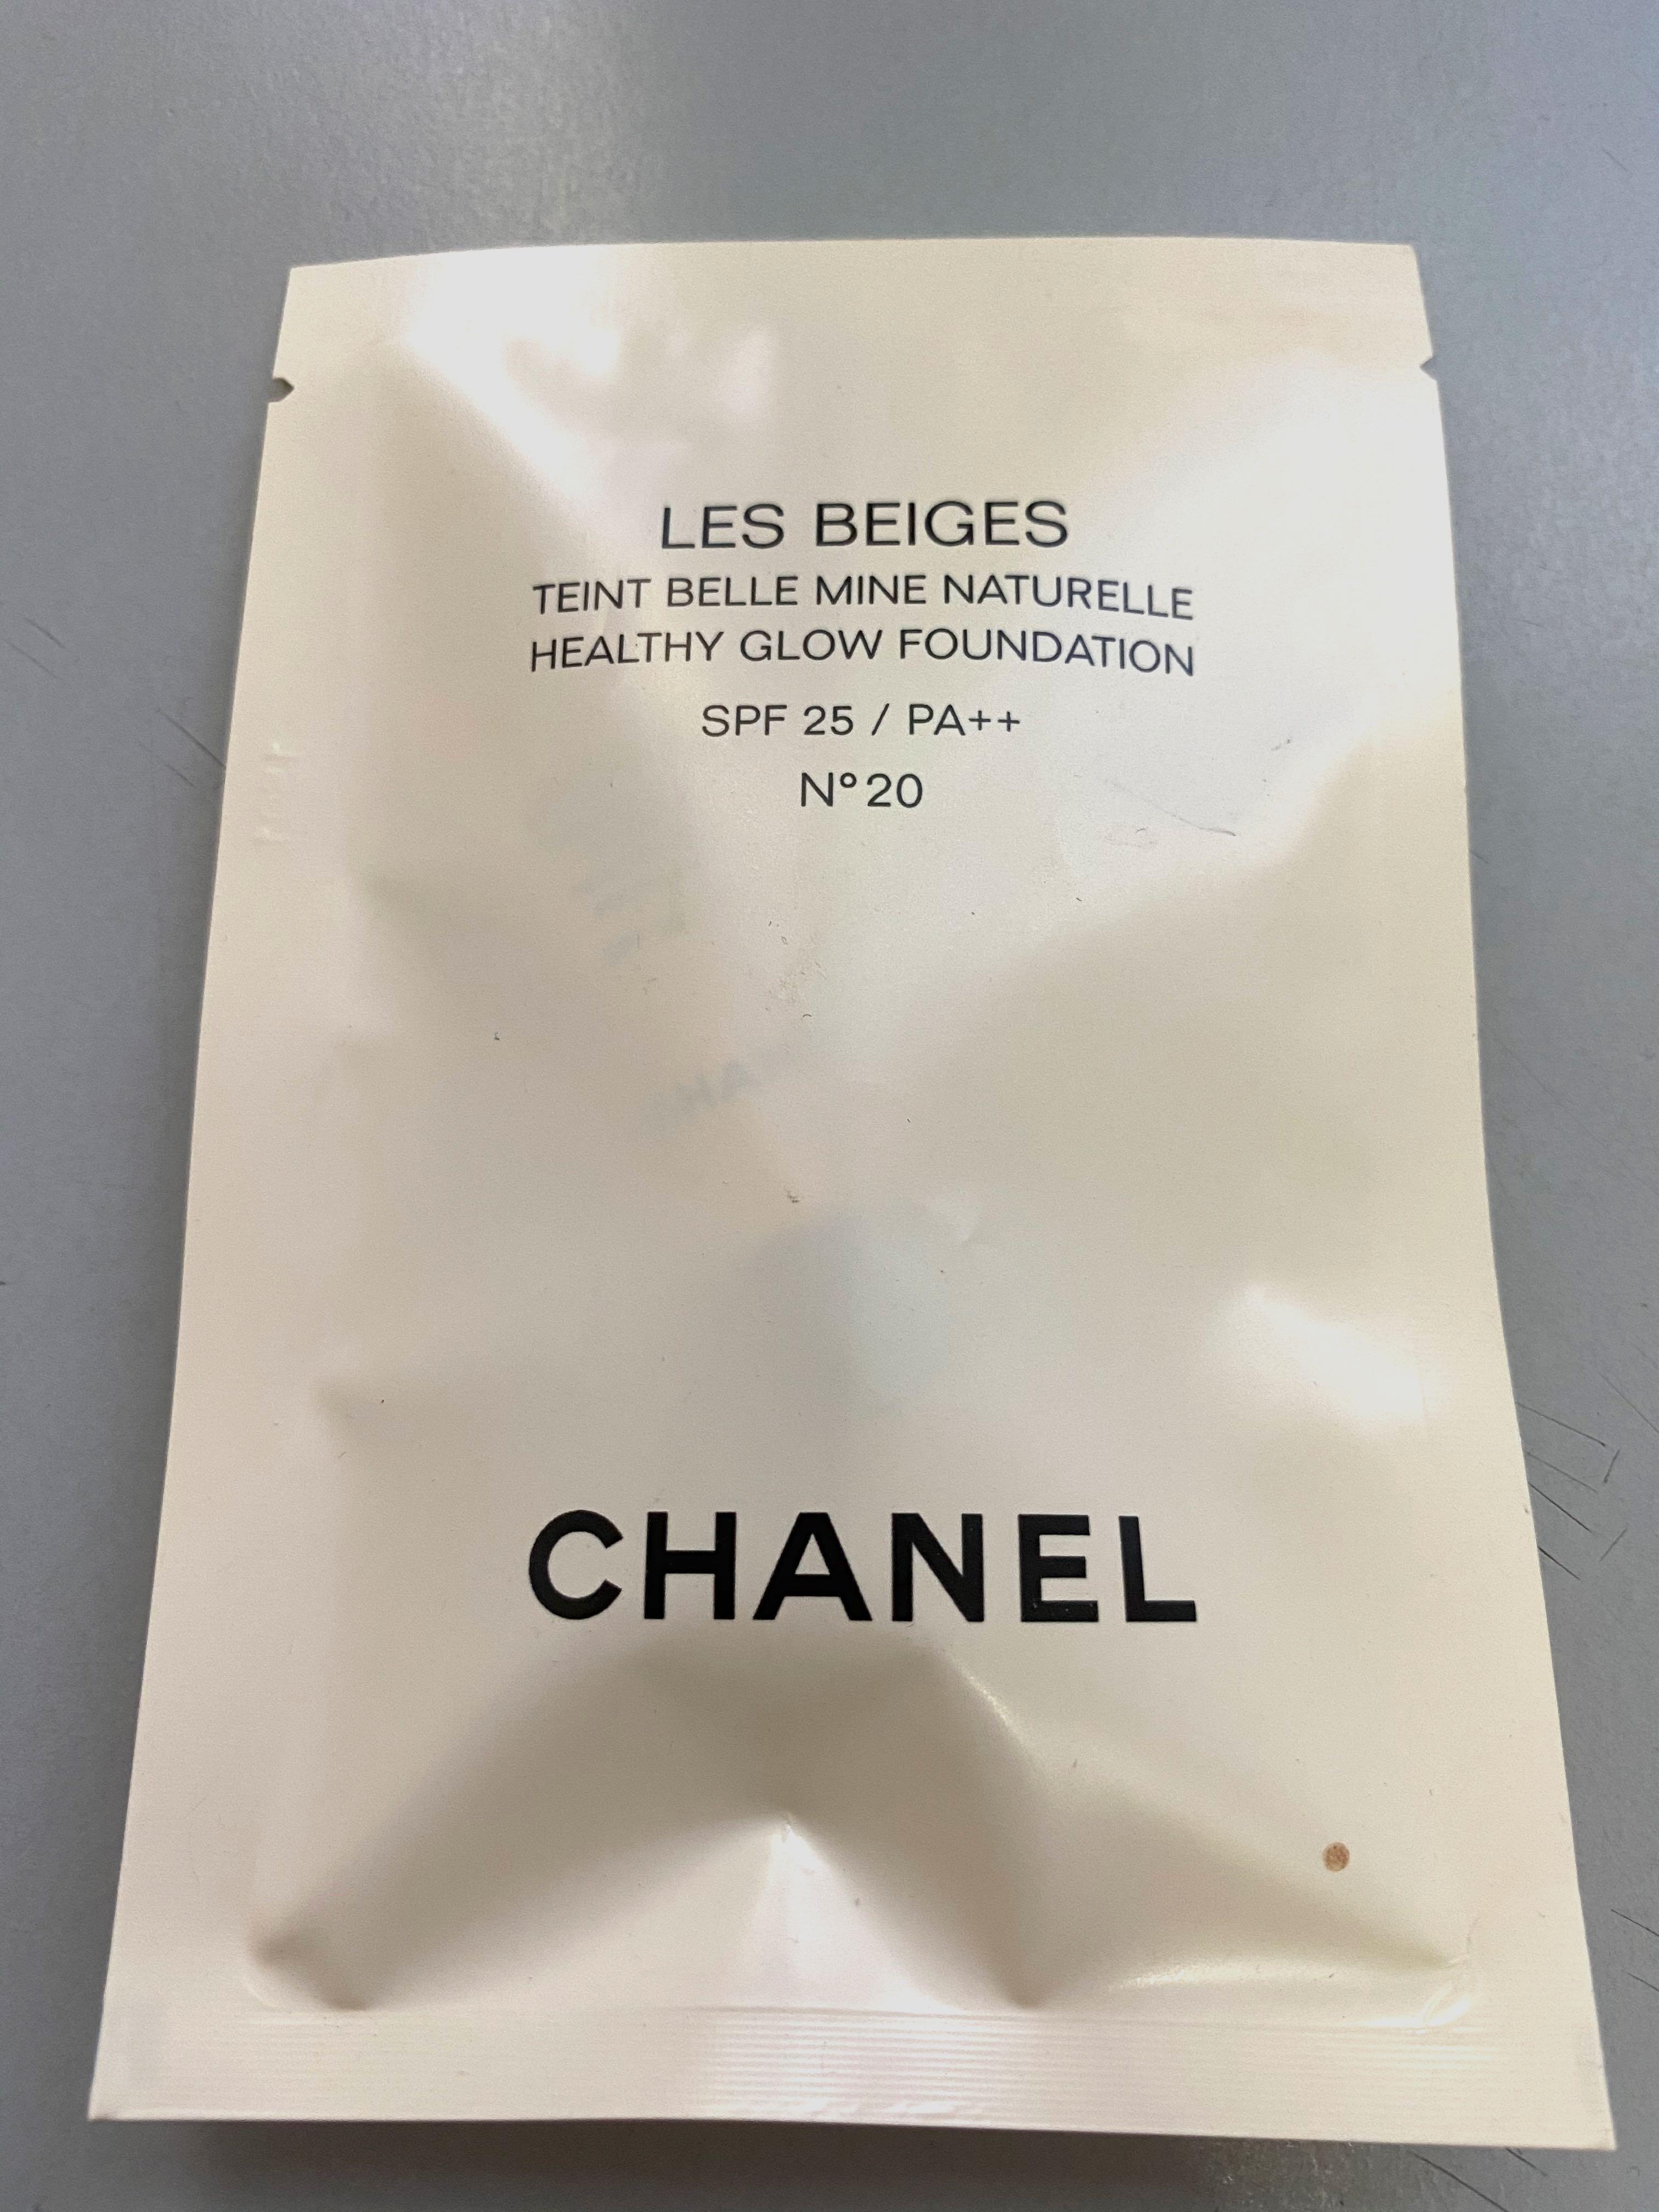 LES BEIGES
TEINT BELLE MINE NATURELLE
HEALTHY GLOW FOUNDATION
SPF 25 / PA++
N°20
CHANEL